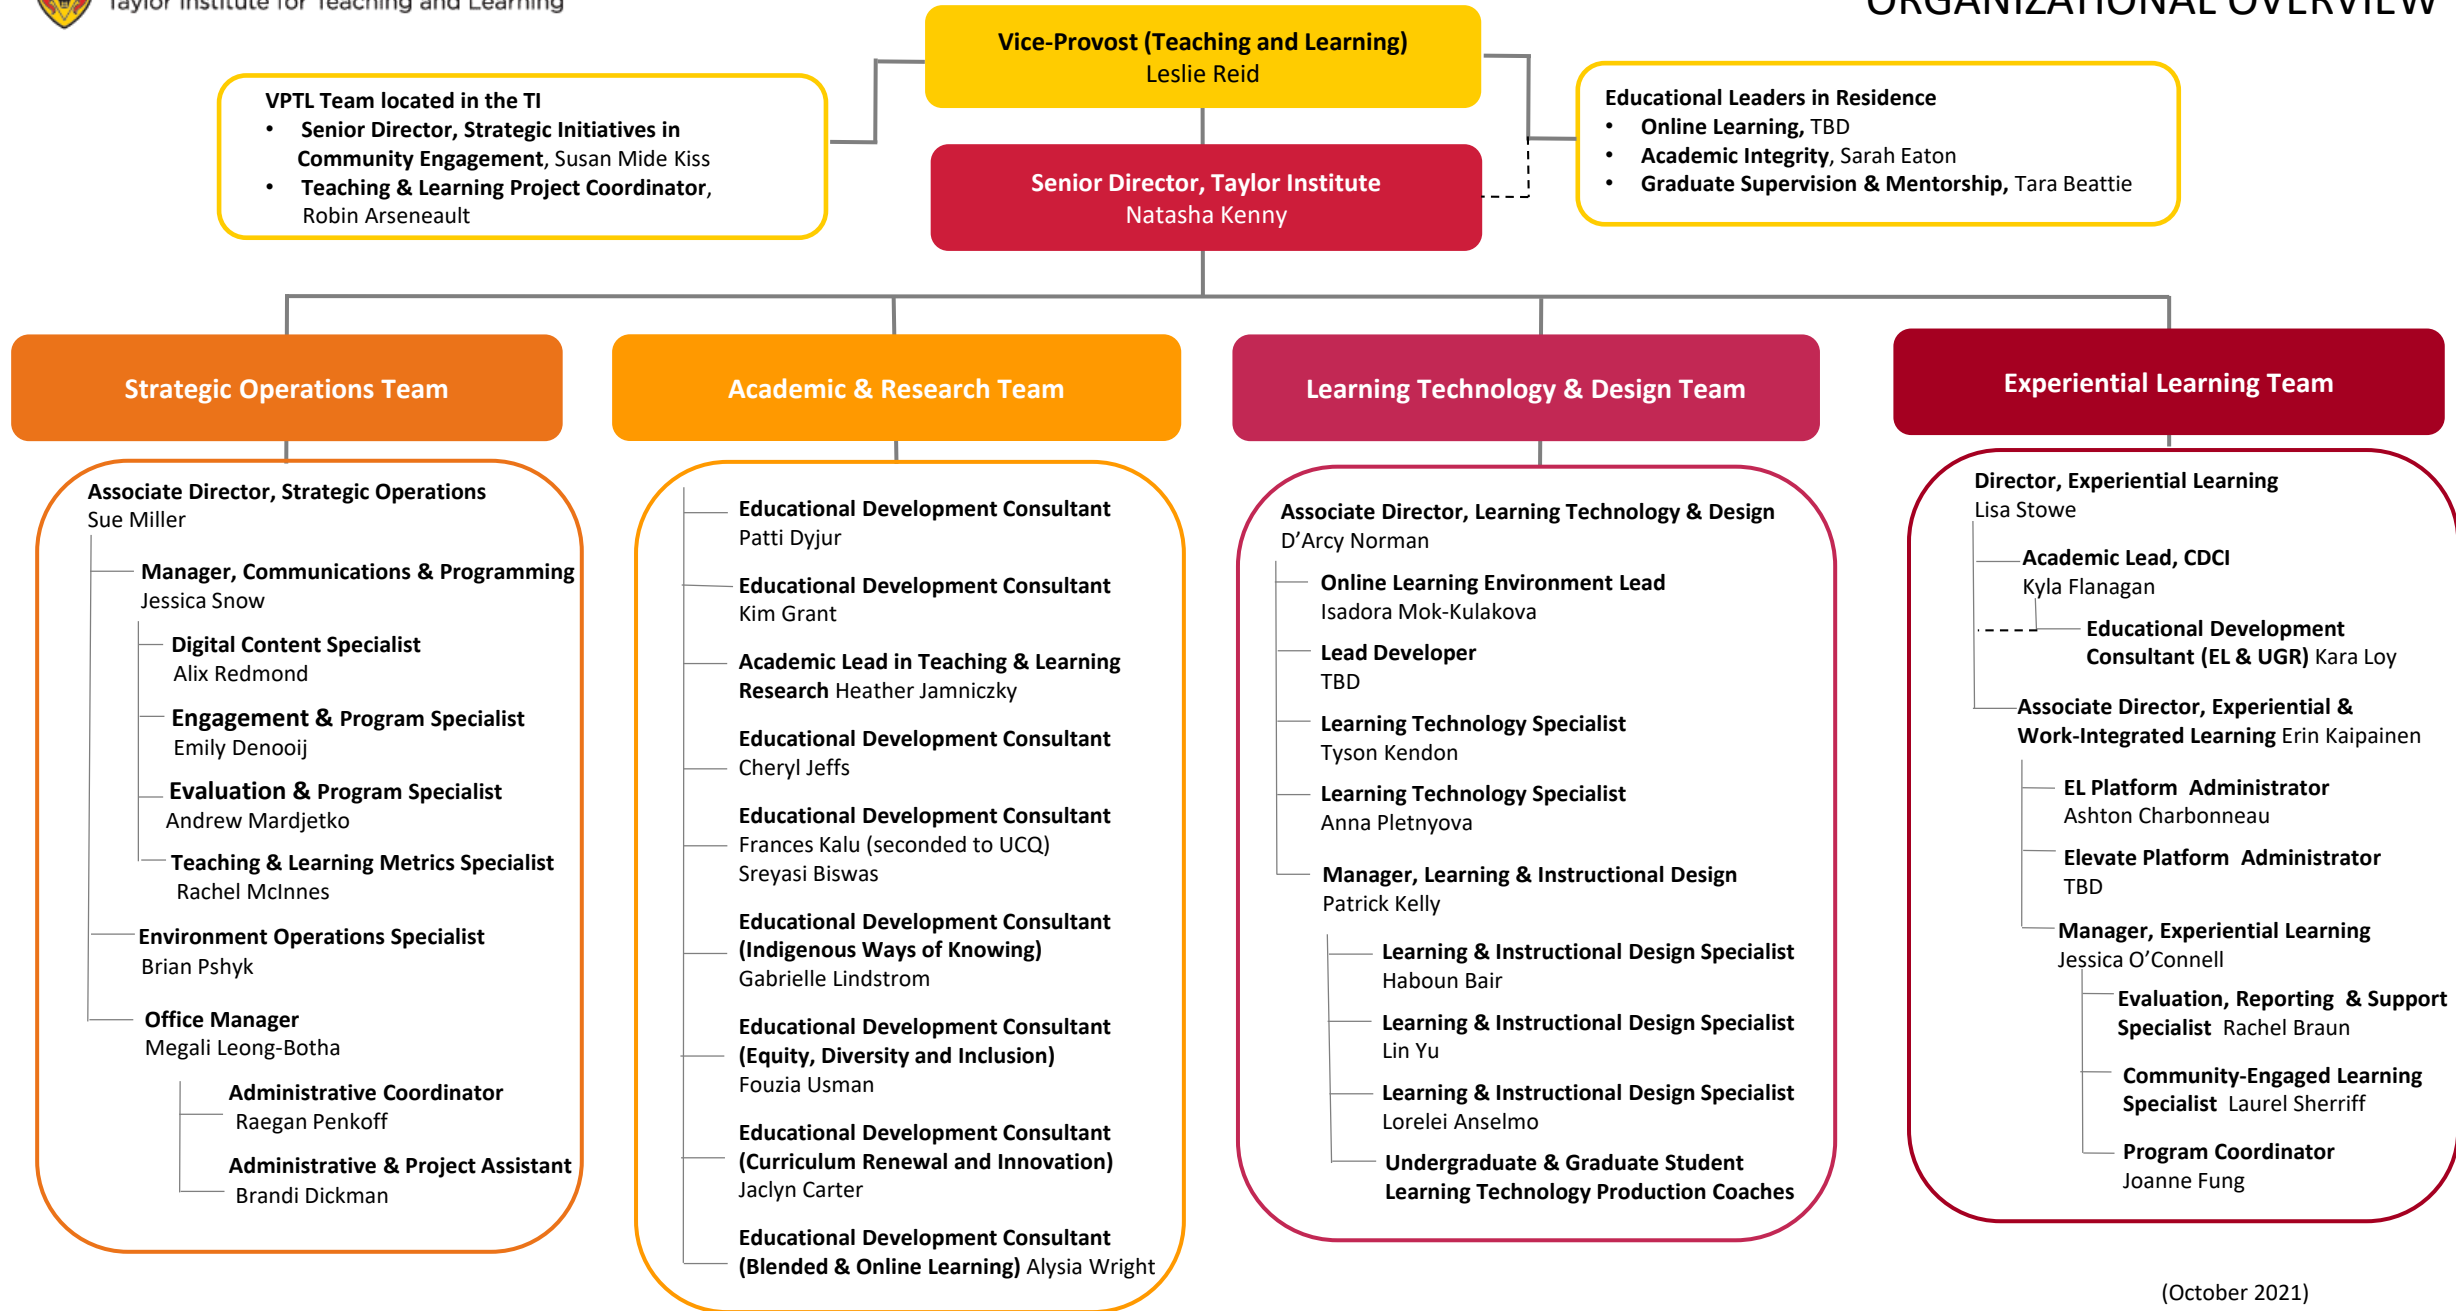 Taylor Institute for Teaching and Learning
ORGANIZATIONAL OVERVIEW
Vice-Provost (Teaching and Learning)
Leslie Reid
VPTL Team located in the TI
• Senior Director, Strategic Initiatives in
Community Engagement, Susan Mide Kiss
• Teaching & Learning Project Coordinator,
Robin Arseneault
Educational Leaders in Residence
• Online Learning, TBD
• Academic Integrity, Sarah Eaton
• Graduate Supervision & Mentorship, Tara Beattie
Senior Director, Taylor Institute
Natasha Kenny
Strategic Operations Team
Associate Director, Strategic Operations
Sue Miller
Manager, Communications & Programming
Jessica Snow
Digital Content Specialist
Alix Redmond
Engagement & Program Specialist
Emily Denooij
Evaluation & Program Specialist
Andrew Mardjetko
Teaching & Learning Metrics Specialist
Rachel McInnes
Environment Operations Specialist
Brian Pshyk
Office Manager
Megali Leong-Botha
Administrative Coordinator
Raegan Penkoff
Administrative & Project Assistant
Brandi Dickman
Academic & Research Team
Educational Development Consultant
Patti Dyjur
Educational Development Consultant
Kim Grant
Academic Lead in Teaching & Learning
Research Heather Jamniczky
Educational Development Consultant
Cheryl Jeffs
Educational Development Consultant
Frances Kalu (seconded to UCQ)
Sreyasi Biswas
Educational Development Consultant
(Indigenous Ways of Knowing)
Gabrielle Lindstrom
Educational Development Consultant
(Equity, Diversity and Inclusion)
Fouzia Usman
Educational Development Consultant
(Curriculum Renewal and Innovation)
Jaclyn Carter
Educational Development Consultant
(Blended & Online Learning) Alysia Wright
Learning Technology & Design Team
Associate Director, Learning Technology & Design
D’Arcy Norman
Online Learning Environment Lead
Isadora Mok-Kulakova
Lead Developer
TBD
Learning Technology Specialist
Tyson Kendon
Learning Technology Specialist
Anna Pletnyova
Manager, Learning & Instructional Design
Patrick Kelly
Learning & Instructional Design Specialist
Haboun Bair
Learning & Instructional Design Specialist
Lin Yu
Learning & Instructional Design Specialist
Lorelei Anselmo
Undergraduate & Graduate Student
Learning Technology Production Coaches
Experiential Learning Team
Director, Experiential Learning
Lisa Stowe
Academic Lead, CDCI
Kyla Flanagan
Educational Development
Consultant (EL & UGR) Kara Loy
Associate Director, Experiential &
Work-Integrated Learning Erin Kaipainen
EL Platform Administrator
Ashton Charbonneau
Elevate Platform Administrator
TBD
Manager, Experiential Learning
Jessica O’Connell
Evaluation, Reporting & Support
Specialist Rachel Braun
Community-Engaged Learning
Specialist Laurel Sherriff
Program Coordinator
Joanne Fung
(October 2021)